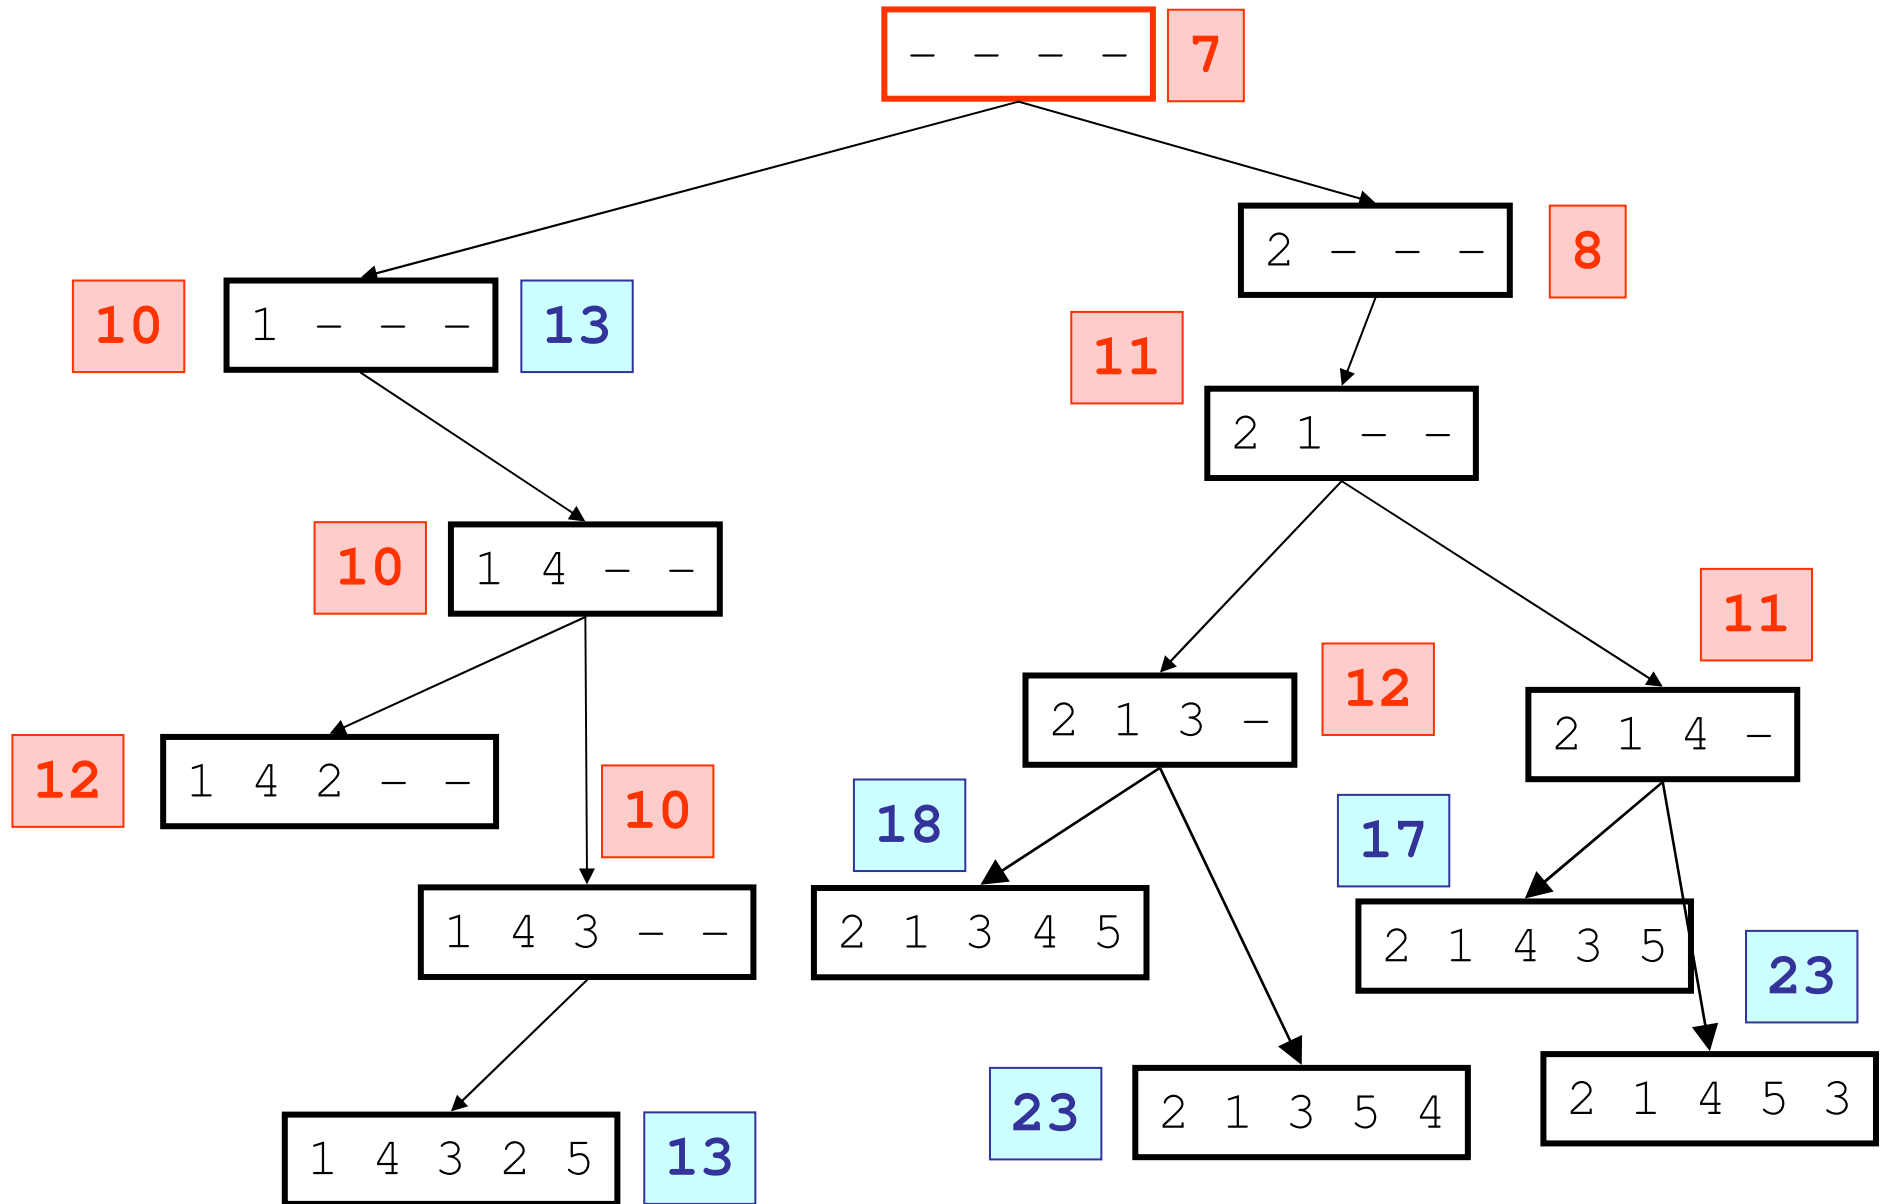 - - - - 7
2 - - - 8
10 1 - - - 13
11
2 1 - -
10 1 4 - -
11
12
2 1 3 -
2 1 4 -
12 1 4 2 - -
10
18
17
1 4 3 - -
2 1 3 4 5
2 1 4 3 5
23
2 1 4 5 3
23 2 1 3 5 4
1 4 3 2 5 13